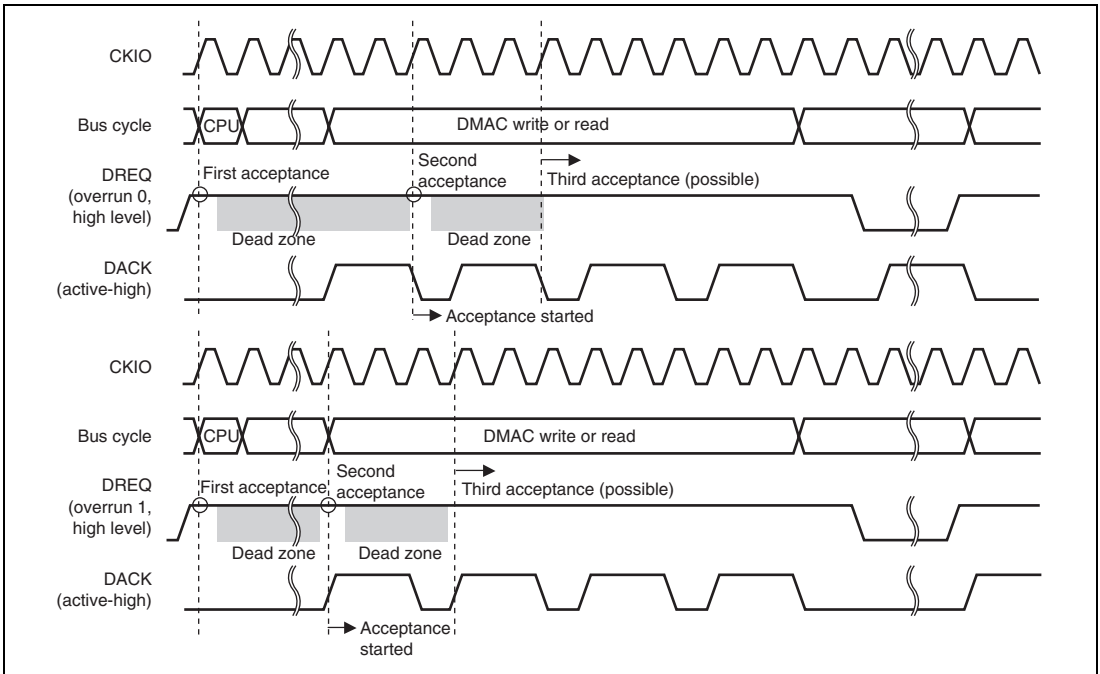 CKIO
Bus cycle
CPU
DMAC write or read
DREQ
(overrun 0,
high level)
First acceptance
Second
acceptance
Third acceptance (possible)
Dead zone
Dead zone
DACK
(active-high)
Acceptance started
CKIO
Bus cycle
CPU
DMAC write or read
DREQ
(overrun 1,
high level)
First acceptance
Second
acceptance
Third acceptance (possible)
Dead zone
Dead zone
DACK
(active-high)
Acceptance
started